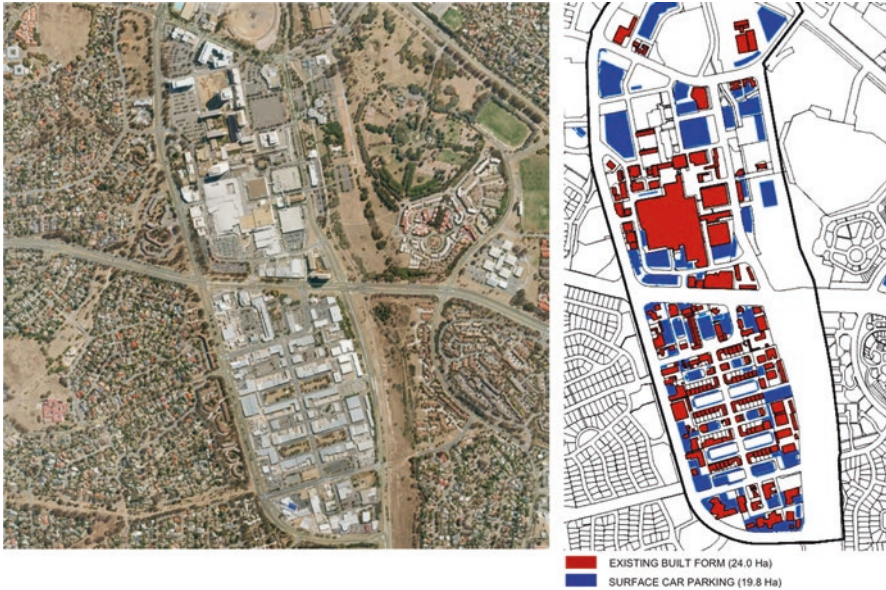 EXISTING BUILT FORM (24.0 Ha)
SURFACE CAR PARKING (19.8 Ha)